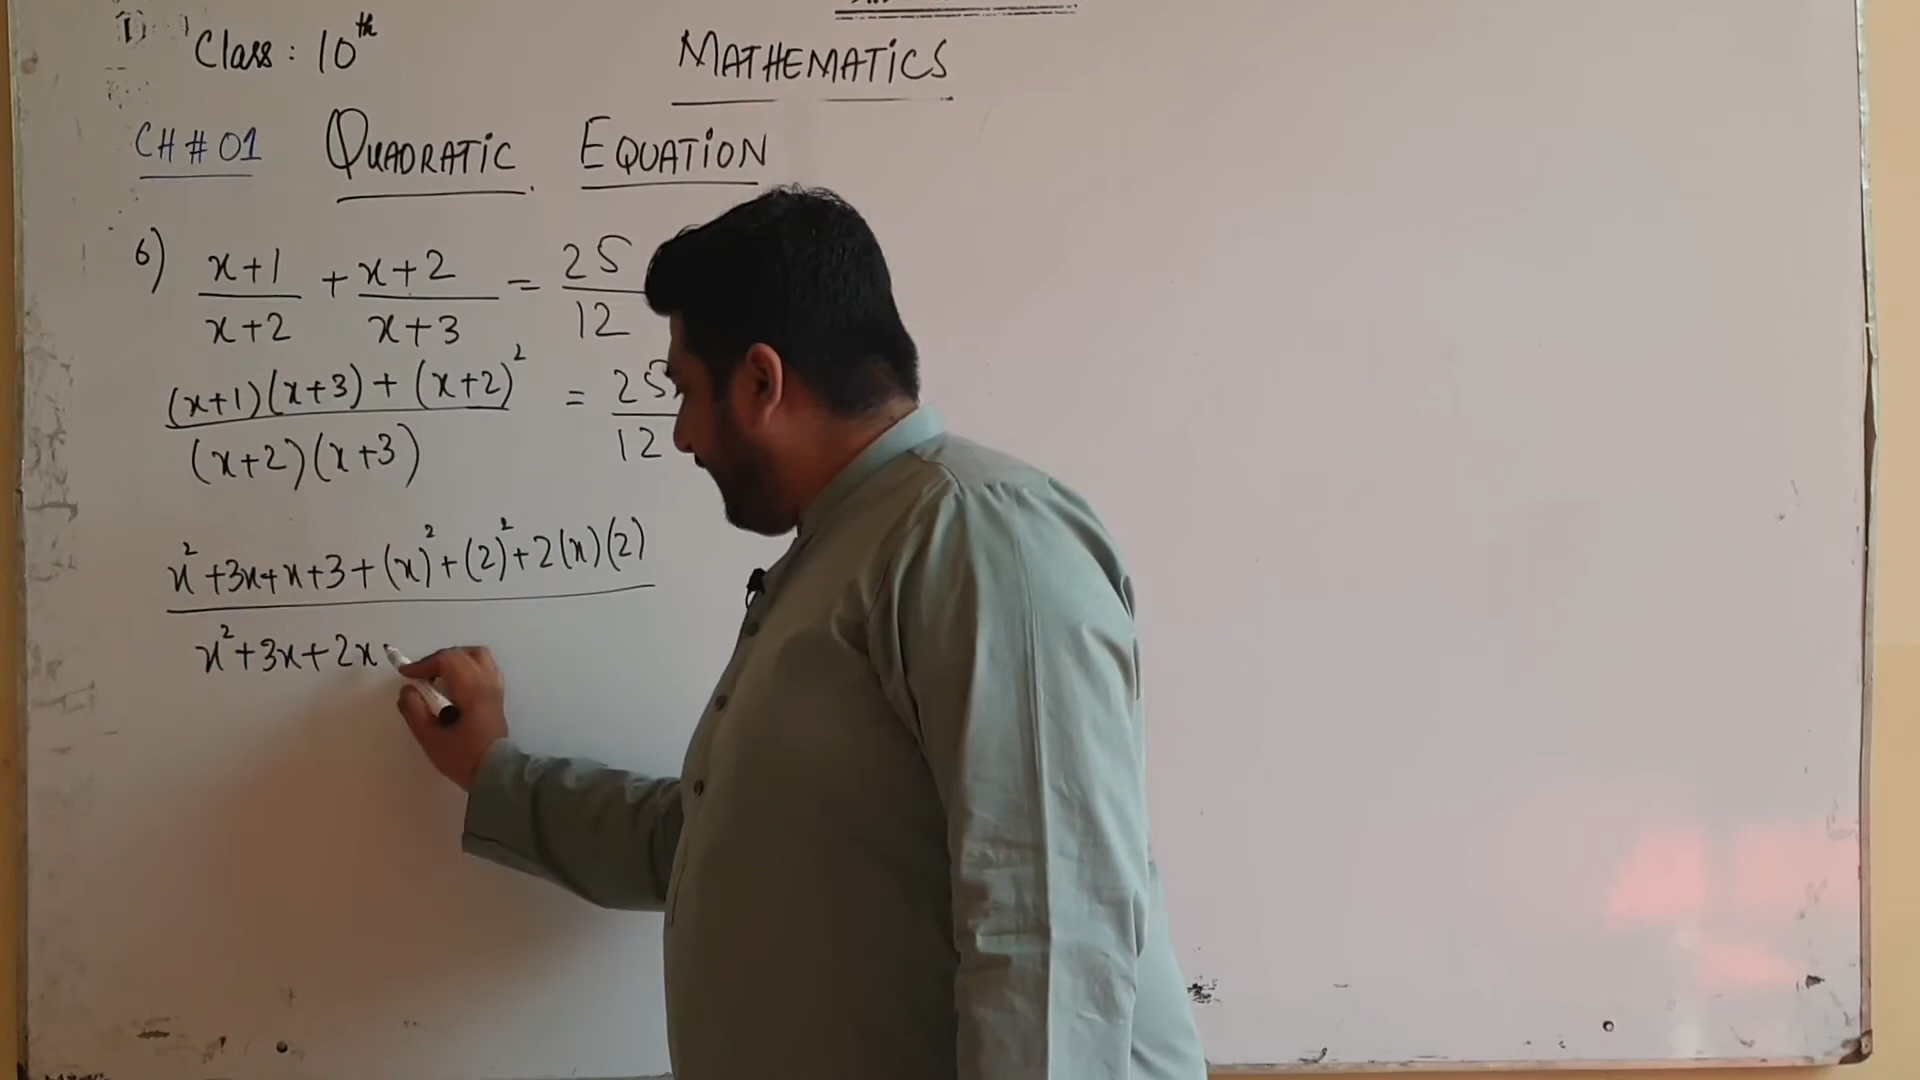 Class : 10th
MATHEMATICS
CH # 01 QUADRATIC EQUATION
6) (x+1)/(x+2) + (x+2)/(x+3) = 25/12
((x+1)(x+3) + (x+2)²)/((x+2)(x+3)) = 25/12
x² + 3x + x + 3 + (x)² + (2)² + 2(x)(2)
x² + 3x + 2x